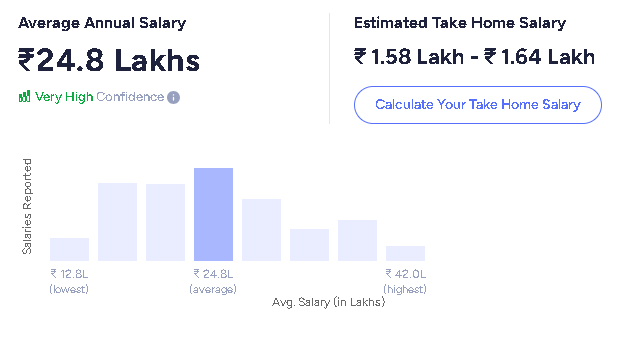 Average Annual Salary
₹24.8 Lakhs
Very High Confidence
Estimated Take Home Salary
₹ 1.58 Lakh - ₹ 1.64 Lakh
Calculate Your Take Home Salary
Salaries Reported
₹ 12.8L
(lowest)
₹ 24.8L
(average)
₹ 42.0L
(highest)
Avg. Salary (in Lakhs)